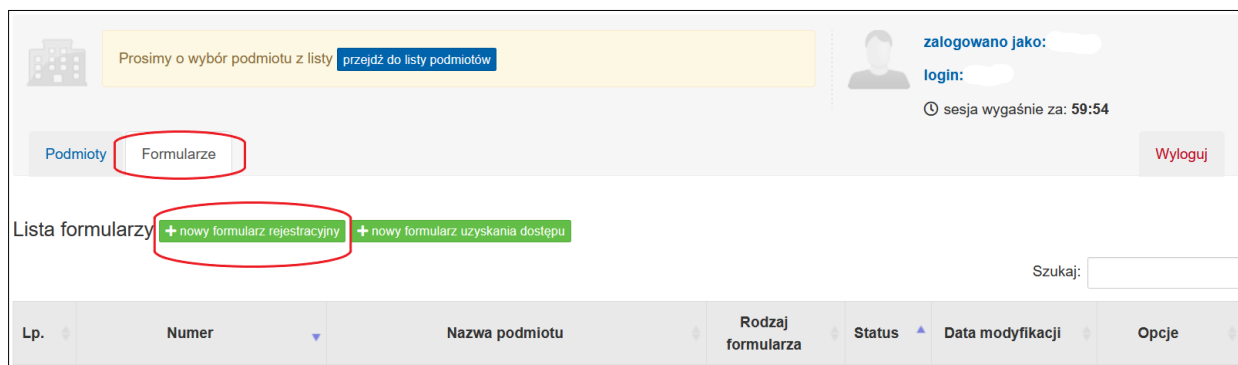 Prosimy o wybór podmiotu z listy przejdź do listy podmiotów
zalogowano jako:
login:
sesja wygaśnie za: 59:54
Podmioty Formularze Wyloguj
Lista formularzy + nowy formularz rejestracyjny + nowy formularz uzyskania dostępu
Szukaj:
Lp. Numer Nazwa podmiotu Rodzaj formularza Status Data modyfikacji Opcje